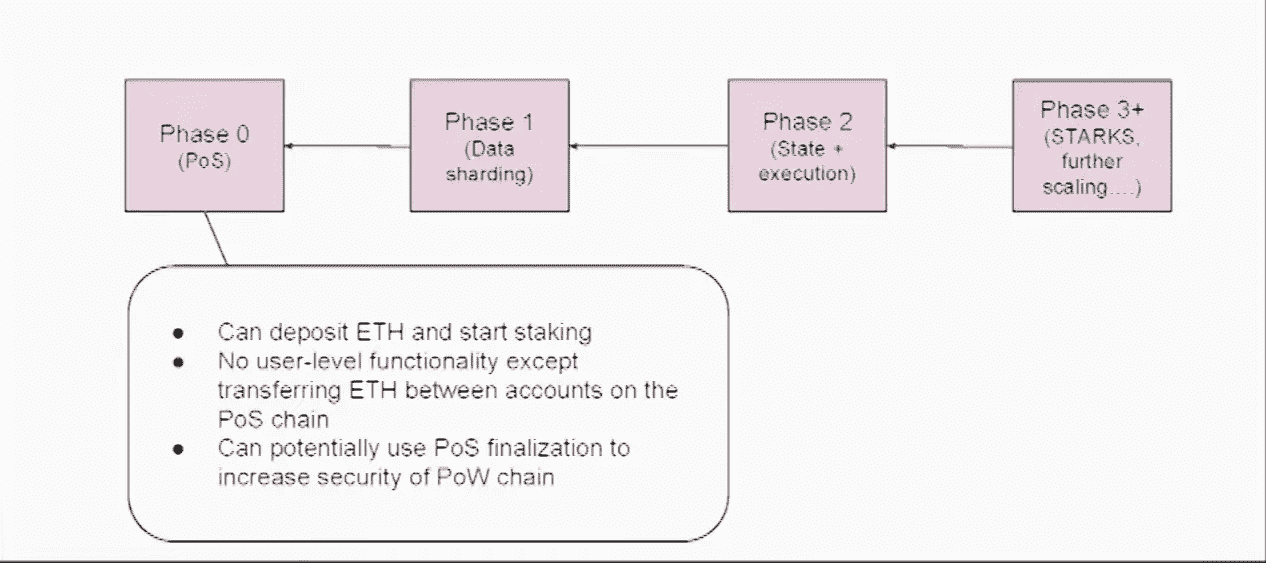 Phase 0
(PoS)
Phase 1
(Data
sharding)
Phase 2
(State +
execution)
Phase 3+
(STARKS,
further
scaling....)
● Can deposit ETH and start staking
● No user-level functionality except
transferring ETH between accounts on the
PoS chain
● Can potentially use PoS finalization to
increase security of PoW chain